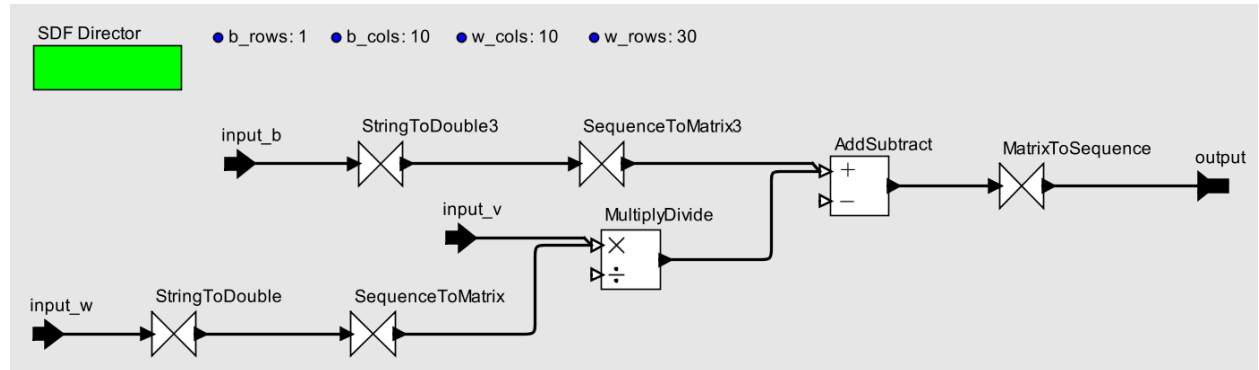 SDF Director
b_rows: 1
b_cols: 10
w_cols: 10
w_rows: 30
input_b
StringToDouble3
SequenceToMatrix3
AddSubtract
MatrixToSequence
output
+
−
input_v
MultiplyDivide
×
÷
input_w
StringToDouble
SequenceToMatrix